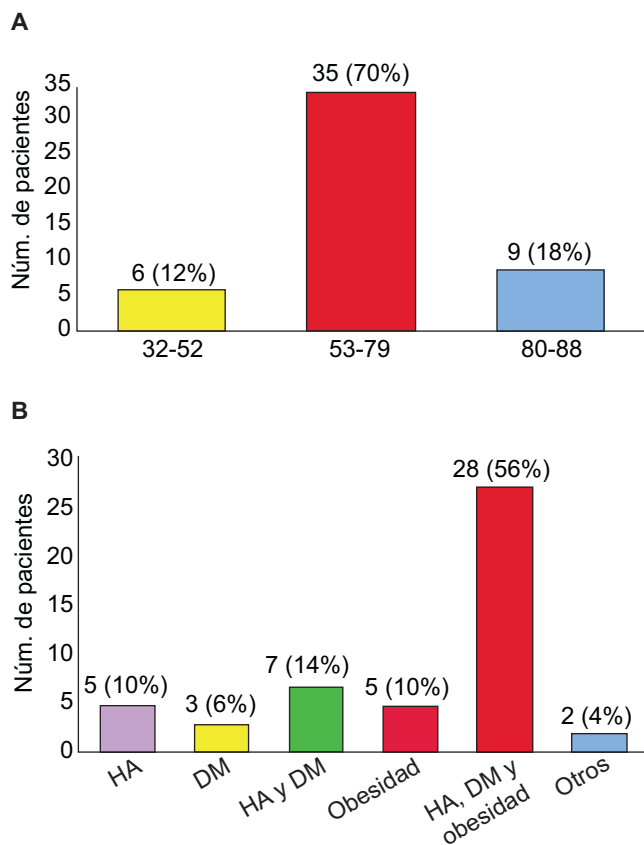 A
Núm. de pacientes
35
30
25
20
15
10
5
0
6 (12%)
35 (70%)
9 (18%)
32-52
53-79
80-88
B
Núm. de pacientes
30
25
20
15
10
5
0
5 (10%)
3 (6%)
7 (14%)
5 (10%)
28 (56%)
2 (4%)
HA
DM
HA y DM
Obesidad
HA, DM y
obesidad
Otros